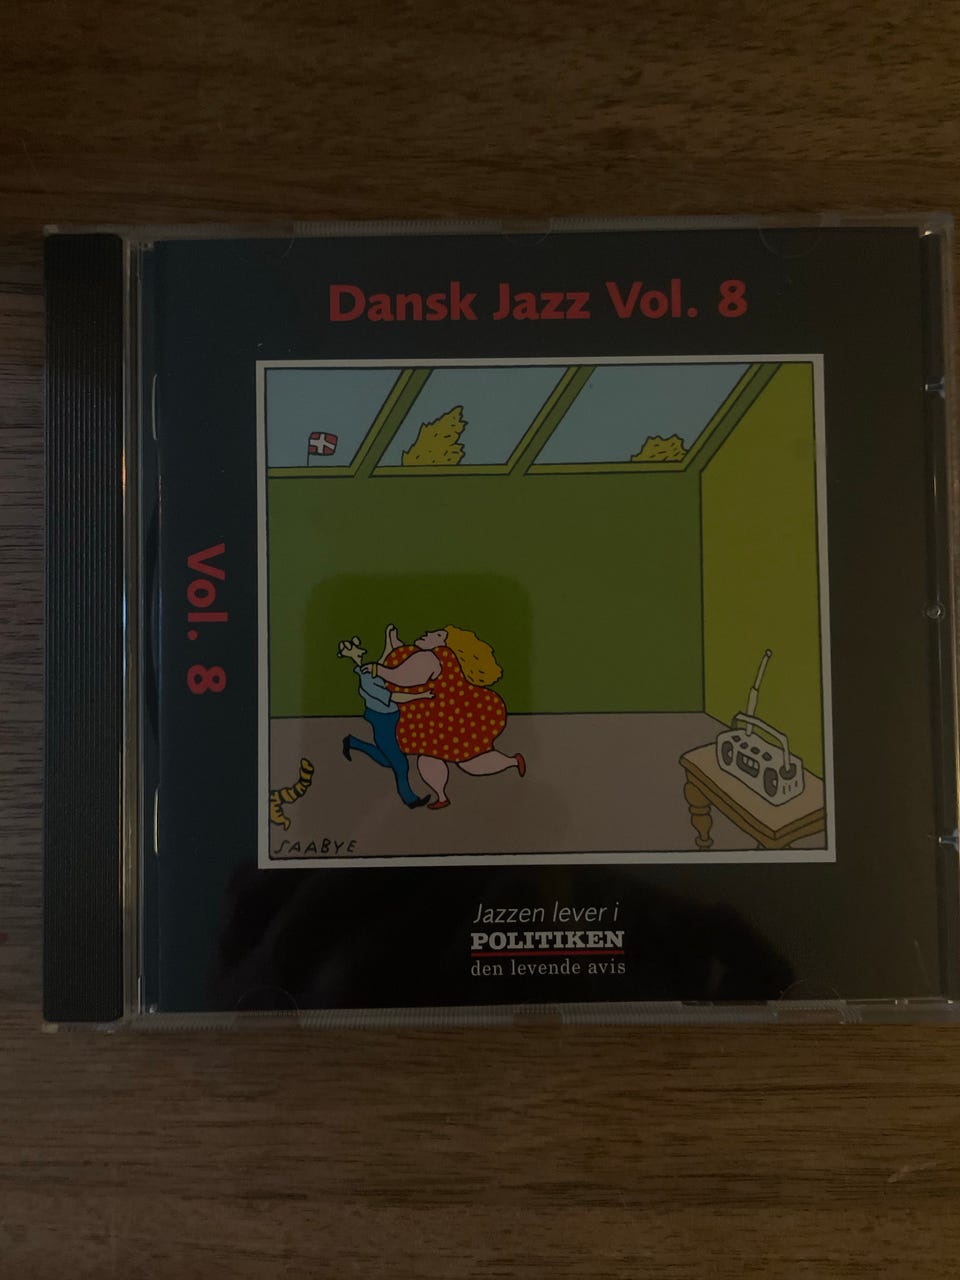 Dansk Jazz Vol. 8
Vol. 8
SAABYE
Jazzen lever i
POLITIKEN
den levende avis